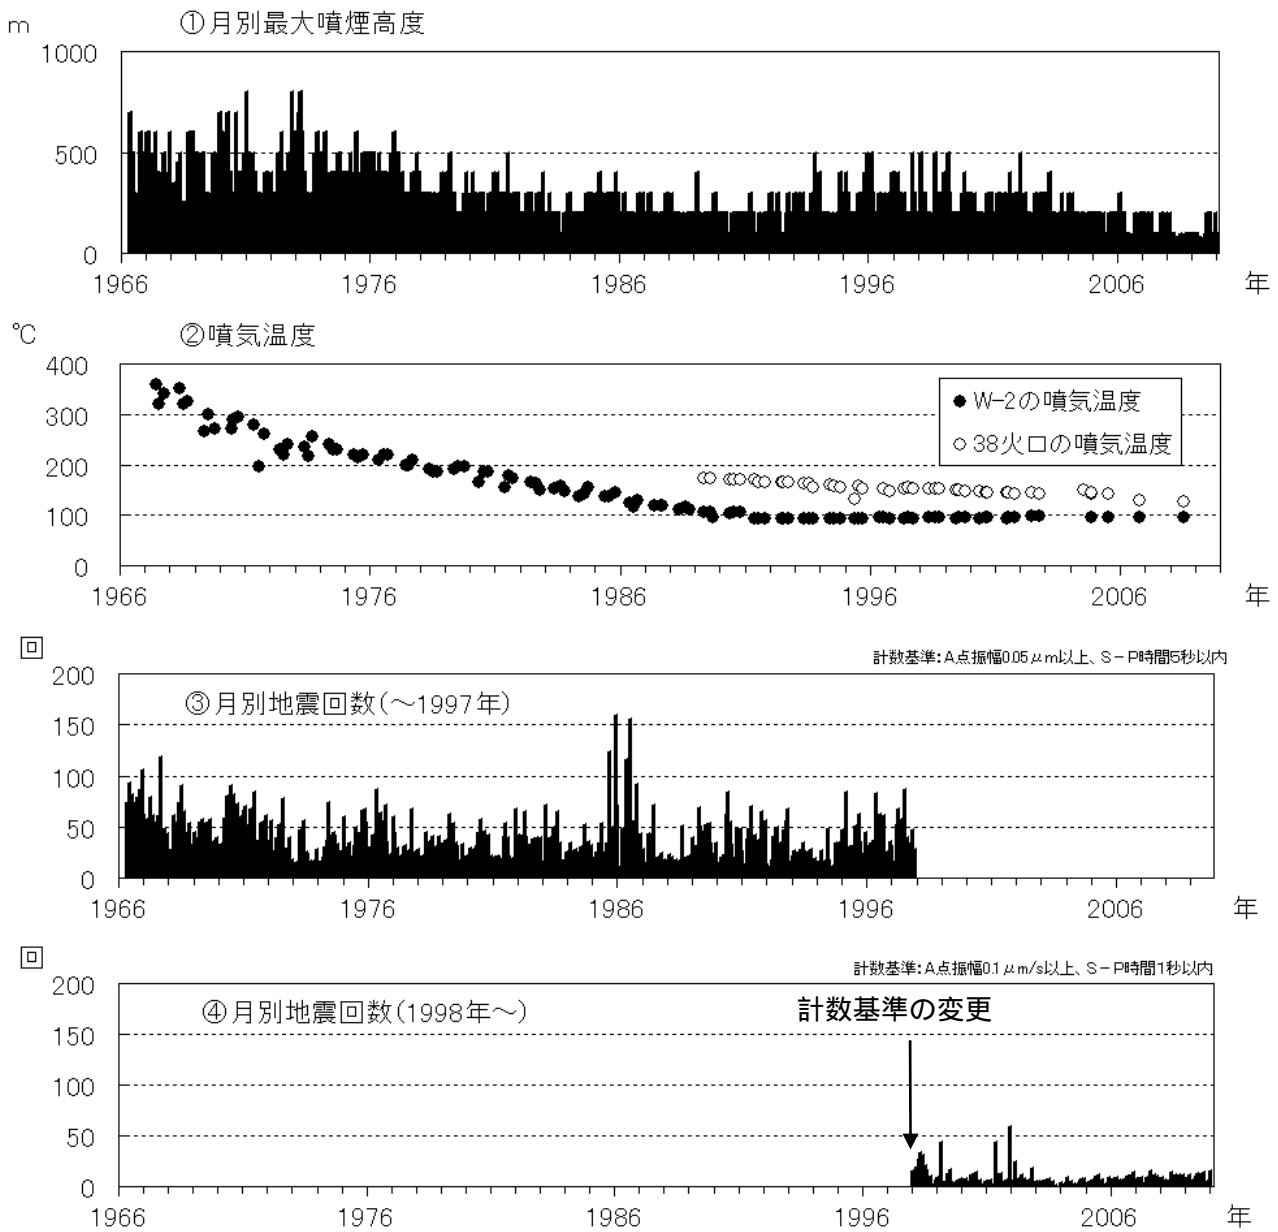 m ①月別最大噴煙高度
1000
500
0
1966 1976 1986 1996 2006 年
℃ ②噴気温度
400
300
200
100
0
●W-2の噴気温度
○38火口の噴気温度
1966 1976 1986 1996 2006 年
回
計数基準:A点振幅0.05μm以上、S-P時間5秒以内
200
③月別地震回数(~1997年)
150
100
50
0
1966 1976 1986 1996 2006 年
回
計数基準:A点振幅0.1μm/s以上、S-P時間1秒以内
200
④月別地震回数(1998年~) 計数基準の変更
150
100
50
0
1966 1976 1986 1996 2006 年